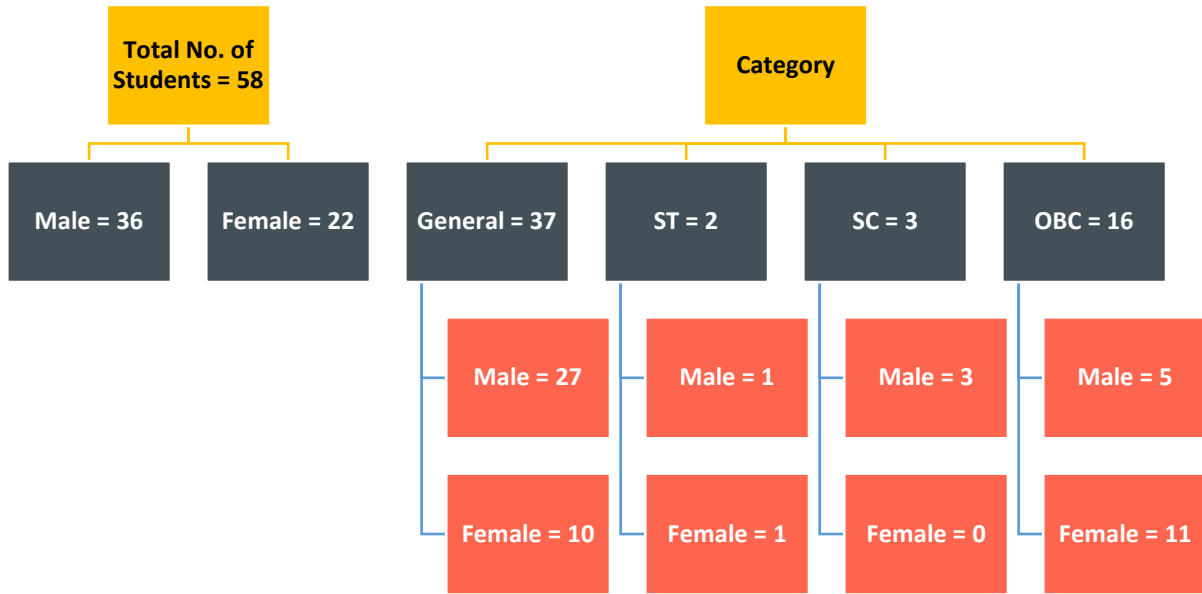 Total No. of
Students = 58
Category
Male = 36
Female = 22
General = 37
ST = 2
SC = 3
OBC = 16
Male = 27
Male = 1
Male = 3
Male = 5
Female = 10
Female = 1
Female = 0
Female = 11